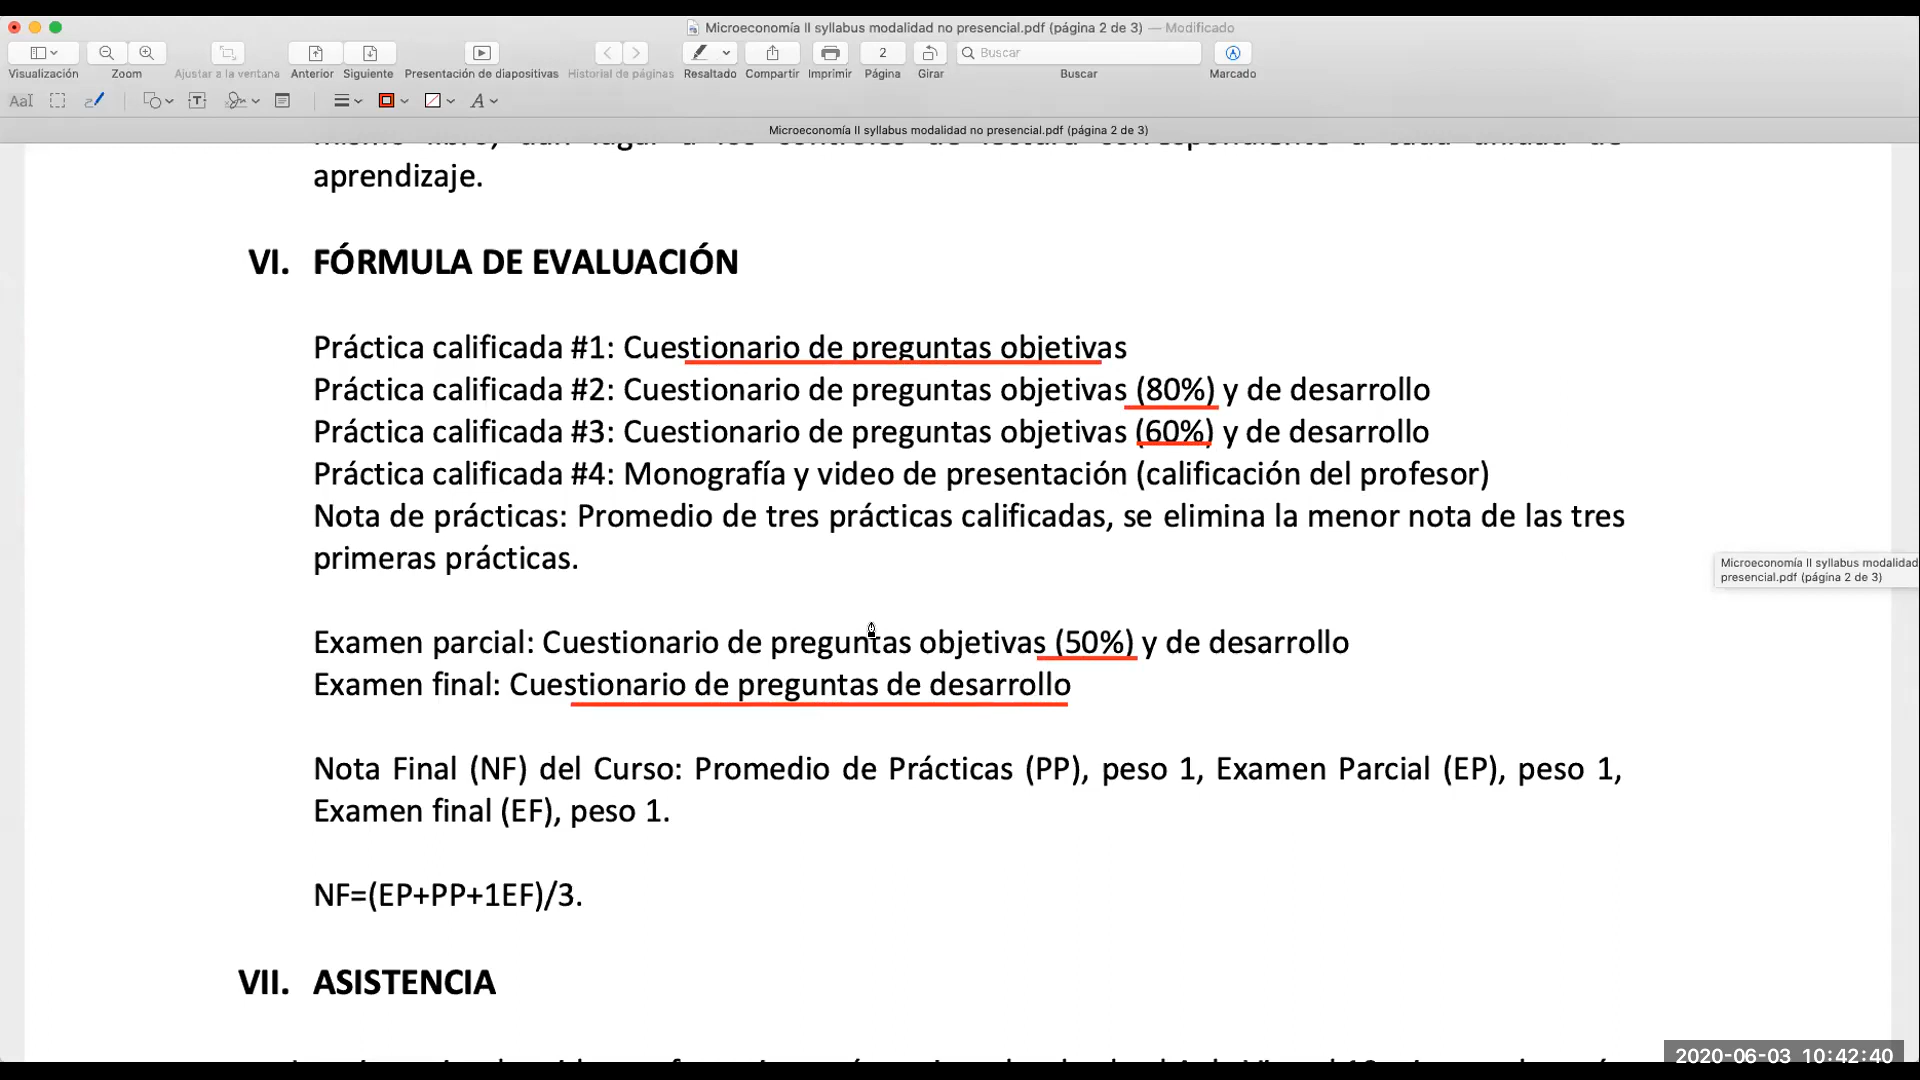 Microeconomía II syllabus modalidad no presencial.pdf (página 2 de 3) — Modificado
2
Buscar
Visualización
Zoom
Ajustar a la ventana
Anterior
Siguiente
Presentación de diapositivas
Historial de páginas
Resaltado
Compartir
Imprimir
Página
Girar
Buscar
Marcado
Microeconomía II syllabus modalidad no presencial.pdf (página 2 de 3)
aprendizaje.
VI. FÓRMULA DE EVALUACIÓN
Práctica calificada #1: Cuestionario de preguntas objetivas
Práctica calificada #2: Cuestionario de preguntas objetivas (80%) y de desarrollo
Práctica calificada #3: Cuestionario de preguntas objetivas (60%) y de desarrollo
Práctica calificada #4: Monografía y video de presentación (calificación del profesor)
Nota de prácticas: Promedio de tres prácticas calificadas, se elimina la menor nota de las tres
primeras prácticas.
Microeconomía II syllabus modalidad
presencial.pdf (página 2 de 3)
Examen parcial: Cuestionario de preguntas objetivas (50%) y de desarrollo
Examen final: Cuestionario de preguntas de desarrollo
Nota Final (NF) del Curso: Promedio de Prácticas (PP), peso 1, Examen Parcial (EP), peso 1,
Examen final (EF), peso 1.
NF=(EP+PP+1EF)/3.
VII. ASISTENCIA
2020-06-03 10:42:40